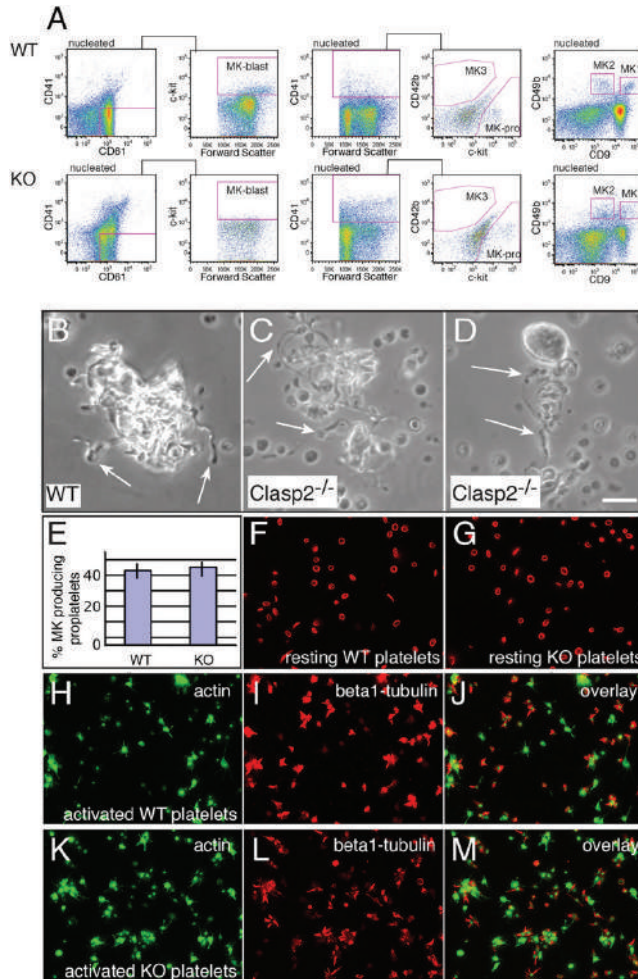 A
WT
nucleated
CD41
CD61
c-kit
MK-blast
Forward Scatter
nucleated
CD41
Forward Scatter
CD42b
MK3
MK-pro
c-kit
nucleated
CD49b
MK2
MK
CD9
KO
nucleated
CD41
CD61
c-kit
MK-blast
Forward Scatter
nucleated
CD41
Forward Scatter
CD42b
MK3
MK-pro
c-kit
nucleated
CD49b
MK2
MK
CD9
B
WT
C
Clasp2-/-
D
Clasp2-/-
E
% MK producing
proplatelets
40
20
0
WT KO
F
resting WT platelets
G
resting KO platelets
H
actin
activated WT platelets
I
beta1-tubulin
J
overlay
K
actin
activated KO platelets
L
beta1-tubulin
M
overlay